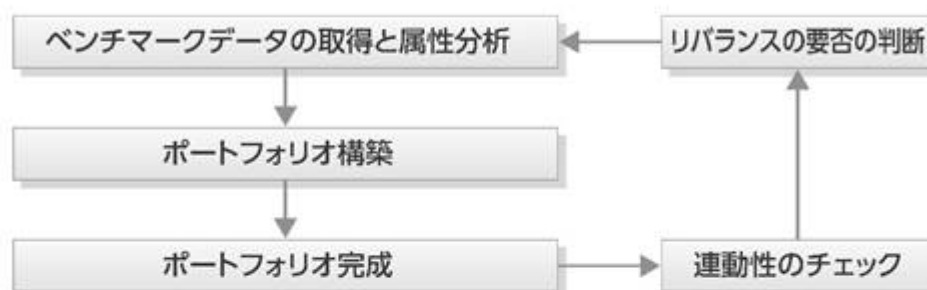 ベンチマークデータの取得と属性分析
リバランスの要否の判断
ポートフォリオ構築
ポートフォリオ完成
連動性のチェック